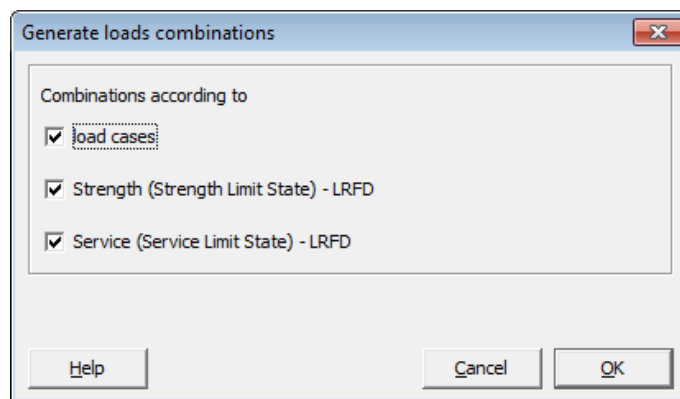 Generate loads combinations
Combinations according to
load cases
Strength (Strength Limit State) - LRFD
Service (Service Limit State) - LRFD
Help
Cancel
OK